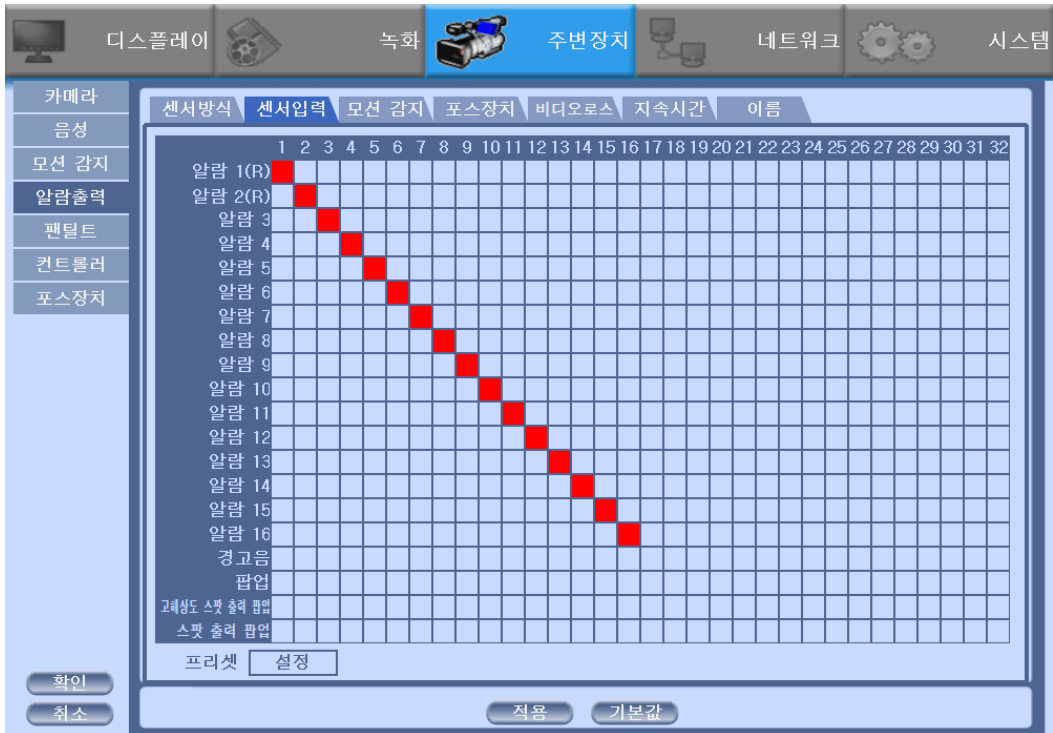 디스플레이 녹화 주변장치 네트워크 시스템
카메라
음성
모션 감지
알람출력
팬틸트
컨트롤러
포스장치
센서방식 센서입력 모션 감지 포스장치 비디오로스 지속시간 이름
1 2 3 4 5 6 7 8 9 10 11 12 13 14 15 16 17 18 19 20 21 22 23 24 25 26 27 28 29 30 31 32
알람 1(R)
알람 2(R)
알람 3
알람 4
알람 5
알람 6
알람 7
알람 8
알람 9
알람 10
알람 11
알람 12
알람 13
알람 14
알람 15
알람 16
경고음
팝업
고해상도 스팟 출력 팝업
스팟 출력 팝업
프리셋 설정
확인
취소
적용 기본값